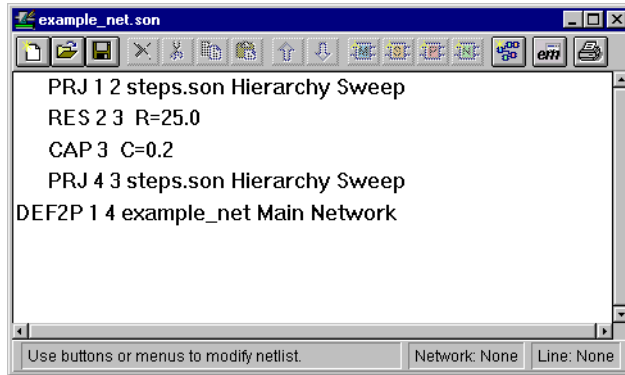 example_net.son
em
PRJ 1 2 steps.son Hierarchy Sweep
RES 2 3 R=25.0
CAP 3 C=0.2
PRJ 4 3 steps.son Hierarchy Sweep
DEF2P 1 4 example_net Main Network
Use buttons or menus to modify netlist. Network: None Line: None